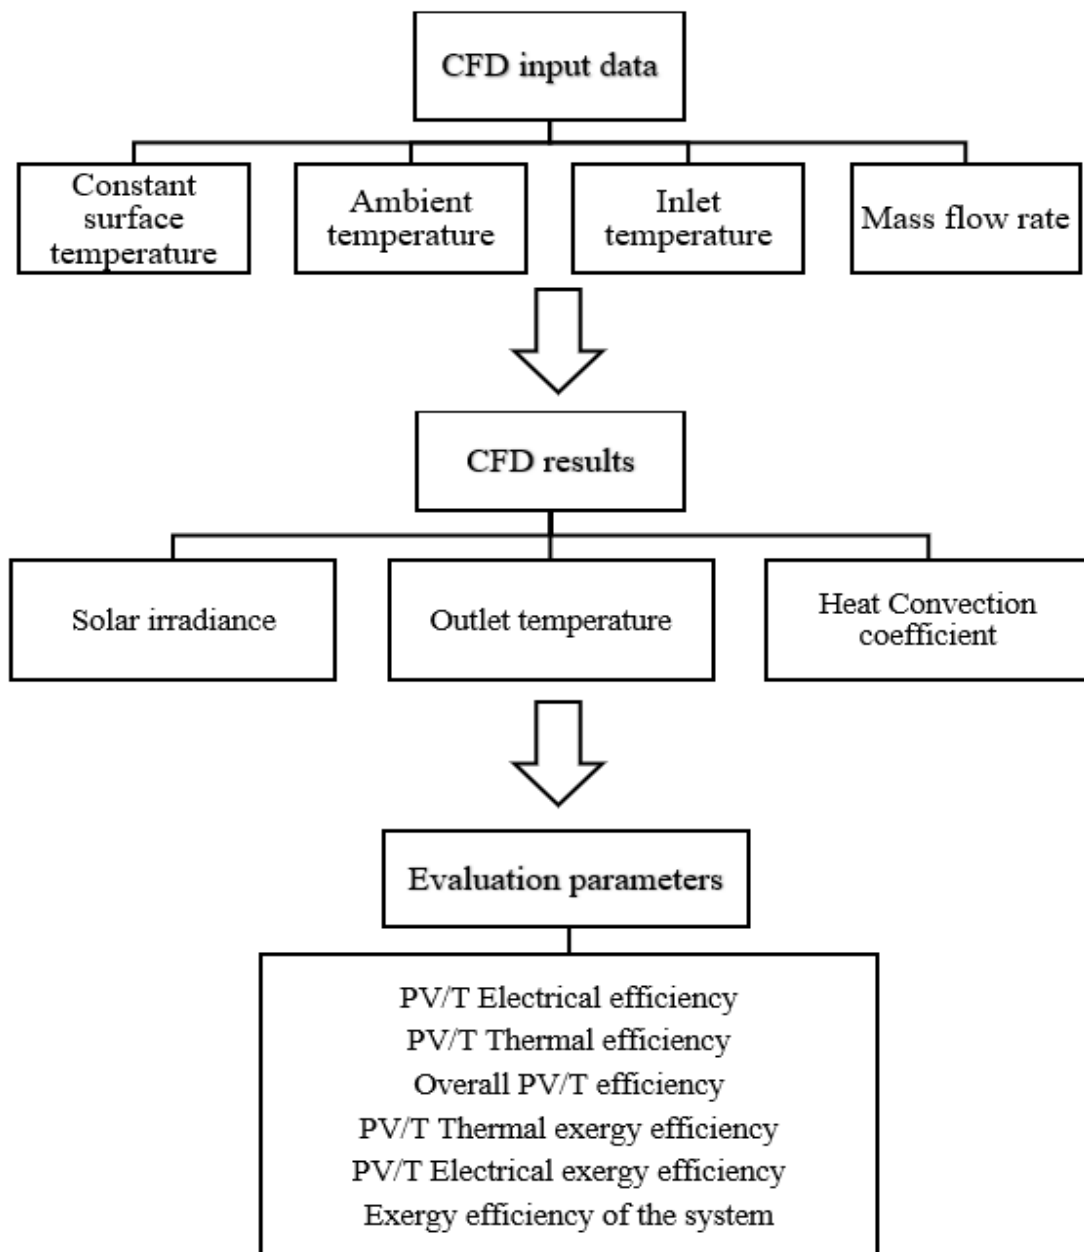 CFD input data
Constant
surface
temperature
Ambient
temperature
Inlet
temperature
Mass flow rate
CFD results
Solar irradiance
Outlet temperature
Heat Convection
coefficient
Evaluation parameters
PV/T Electrical efficiency
PV/T Thermal efficiency
Overall PV/T efficiency
PV/T Thermal exergy efficiency
PV/T Electrical exergy efficiency
Exergy efficiency of the system